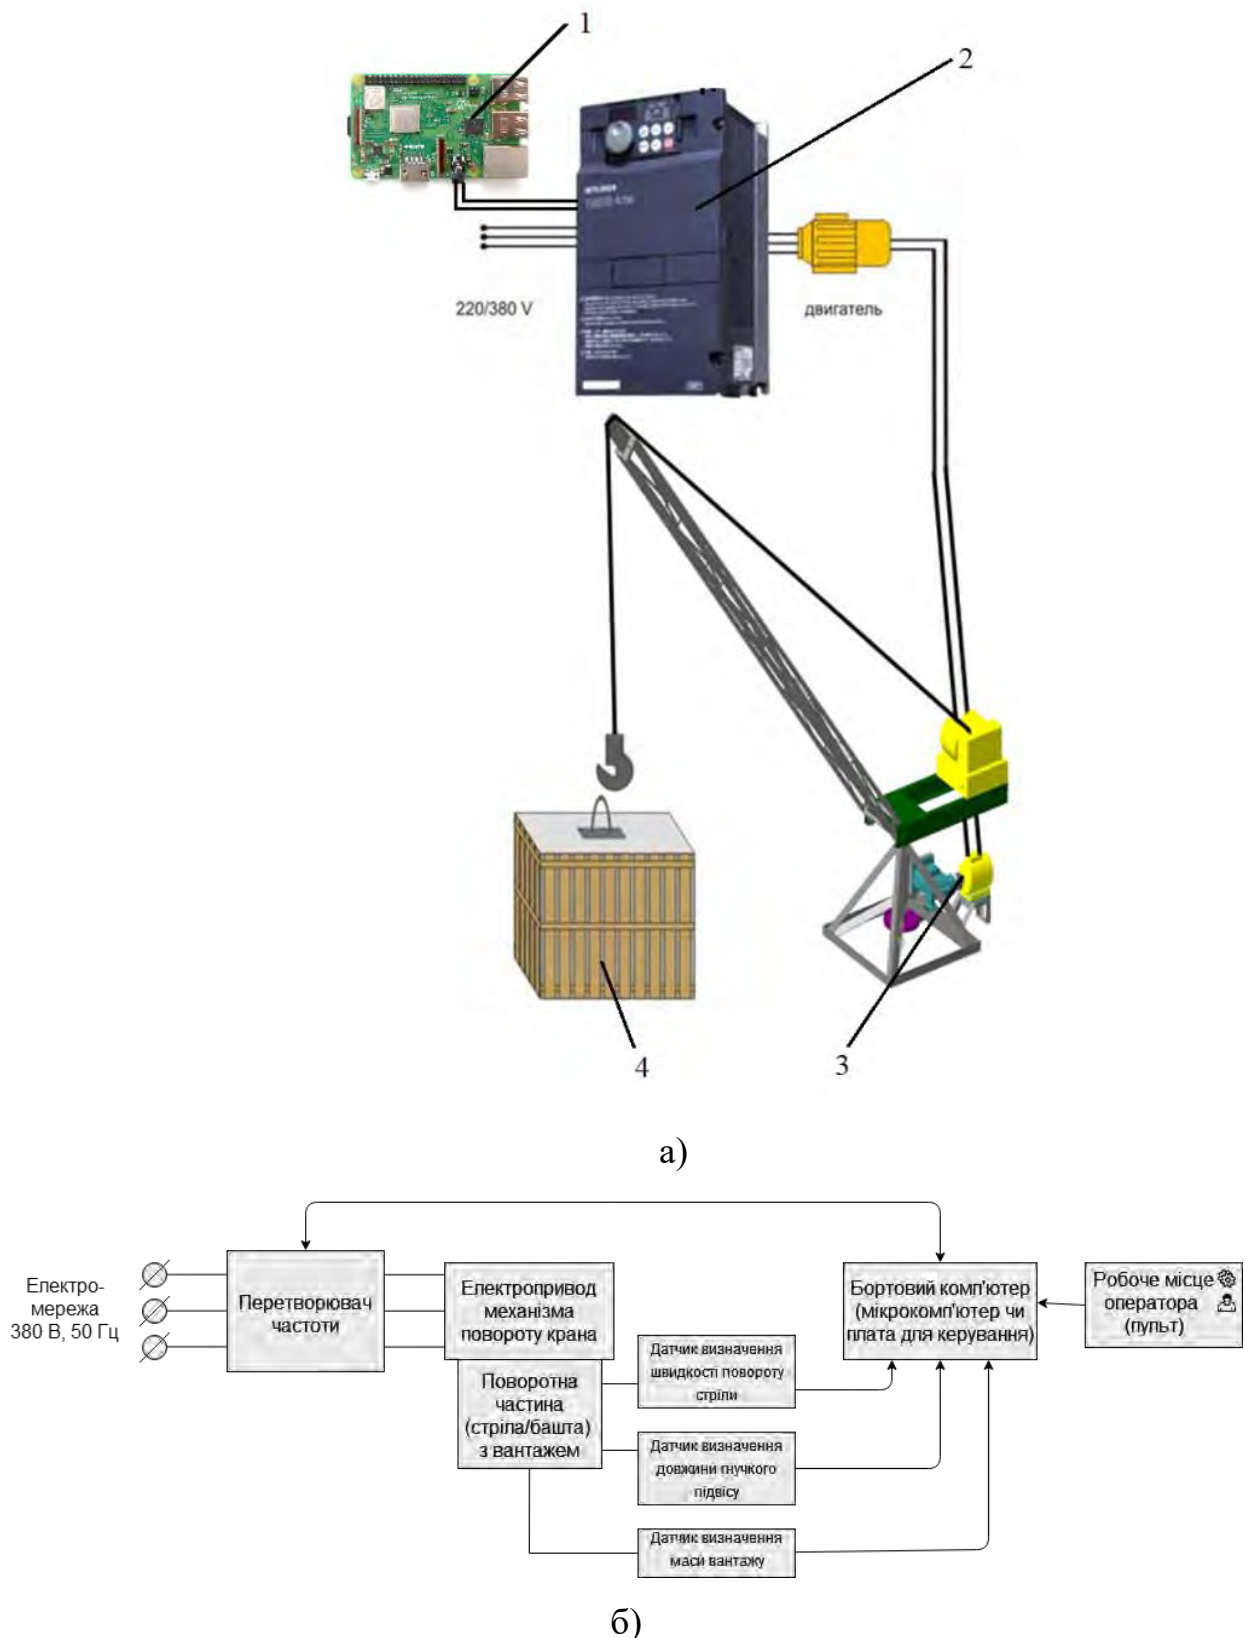 1
2
220/380 V
двигатель
4
3
а)
Електро-
мережа
380 В, 50 Гц
Перетворювач
частоти
Електропривод
механізма
повороту крана
Поворотна
частина
(стріла/башта)
з вантажем
Датчик визначення
швидкості повороту
стріли
Датчик визначення
довжини гнучкого
підвісу
Датчик визначення
маси вантажу
Бортовий комп'ютер
(мікрокомп'ютер чи
плата для керування)
Робоче місце
оператора
(пульт)
б)